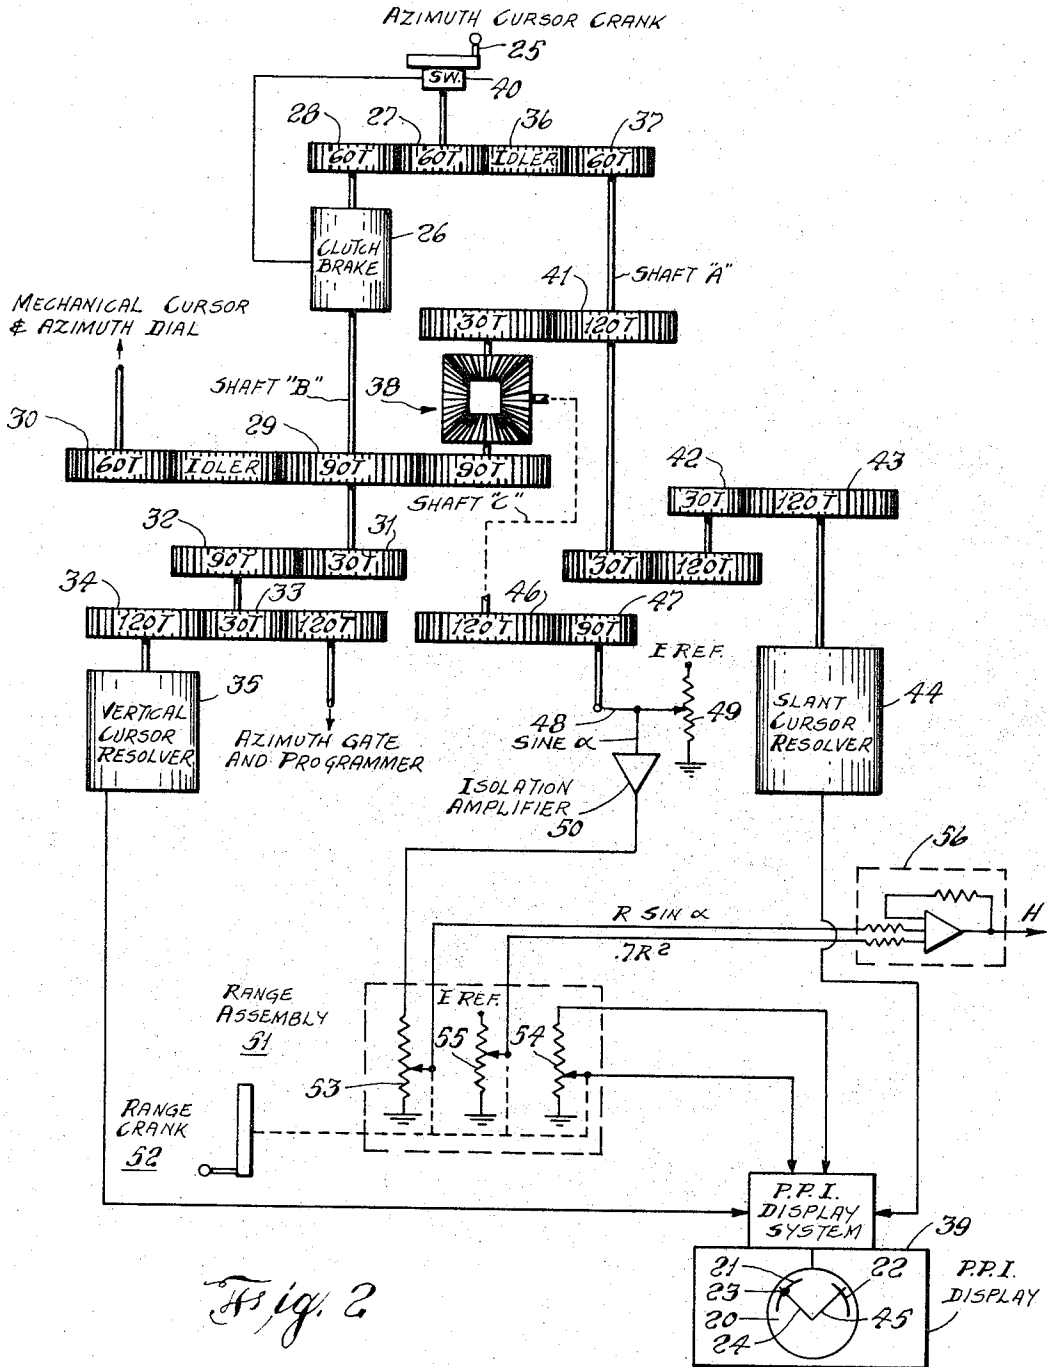 AZIMUTH CURSOR CRANK
25
SW.
40
28
27
36
37
60T
60T
IDLER
60T
26
CLUTCH
BRAKE
SHAFT "A"
41
MECHANICAL CURSOR
& AZIMUTH DIAL
30T
120T
SHAFT "B"
38
30
29
60T
IDLER
90T
90T
42
43
30T
120T
SHAFT "C"
32
31
90T
30T
30T
120T
34
33
46
47
120T
30T
120T
120T
90T
E REF.
35
VERTICAL
CURSOR
RESOLVER
48
49
SINE α
SLANT
CURSOR
RESOLVER
44
AZIMUTH GATE
AND PROGRAMMER
ISOLATION
AMPLIFIER
50
56
R SIN α
H
.7R²
RANGE
ASSEMBLY
51
E REF.
55
54
53
RANGE
CRANK
52
P.P.I.
DISPLAY
SYSTEM
39
21
22
23
20
24
45
P.P.I.
DISPLAY
Fig. 2